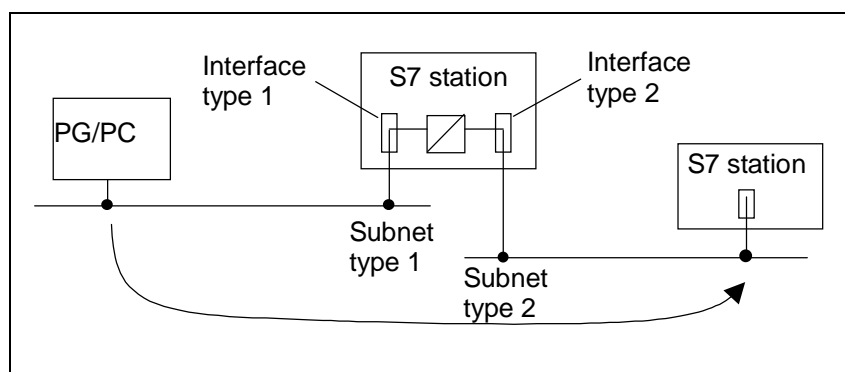 Interface
type 1
S7 station
Interface
type 2
PG/PC
S7 station
Subnet
type 1
Subnet
type 2